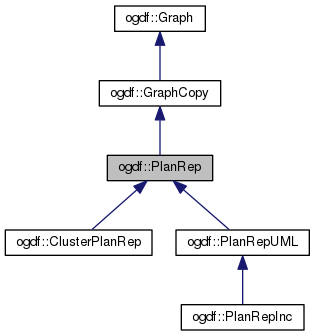 ogdf::Graph
ogdf::GraphCopy
ogdf::PlanRep
ogdf::ClusterPlanRep
ogdf::PlanRepUML
ogdf::PlanRepInc